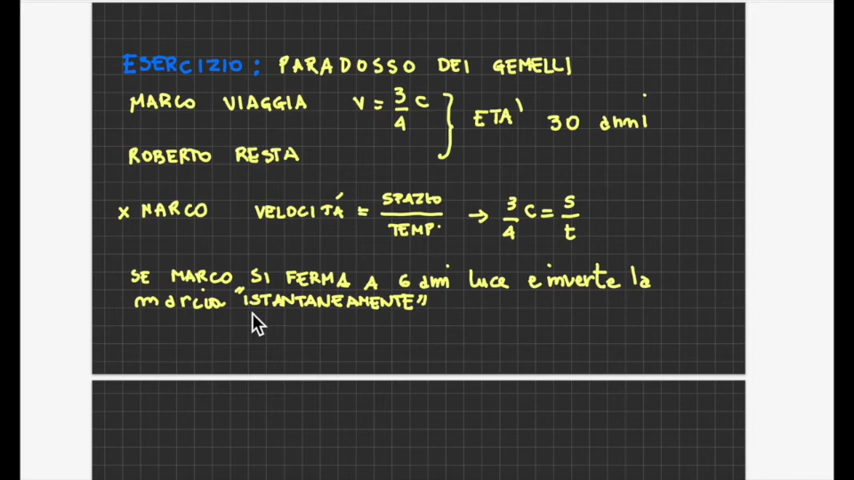 ESERCIZIO: PARADOSSO DEI GEMELLI
MARCO VIAGGIA V = 3/4 C } ETA' 30 anni
ROBERTO RESTA
x MARCO VELOCITÁ = SPAZIO/TEMP. → 3/4 C = S/t
SE MARCO SI FERMA A 6 anni luce e inverte la
marcia "ISTANTANEAMENTE"